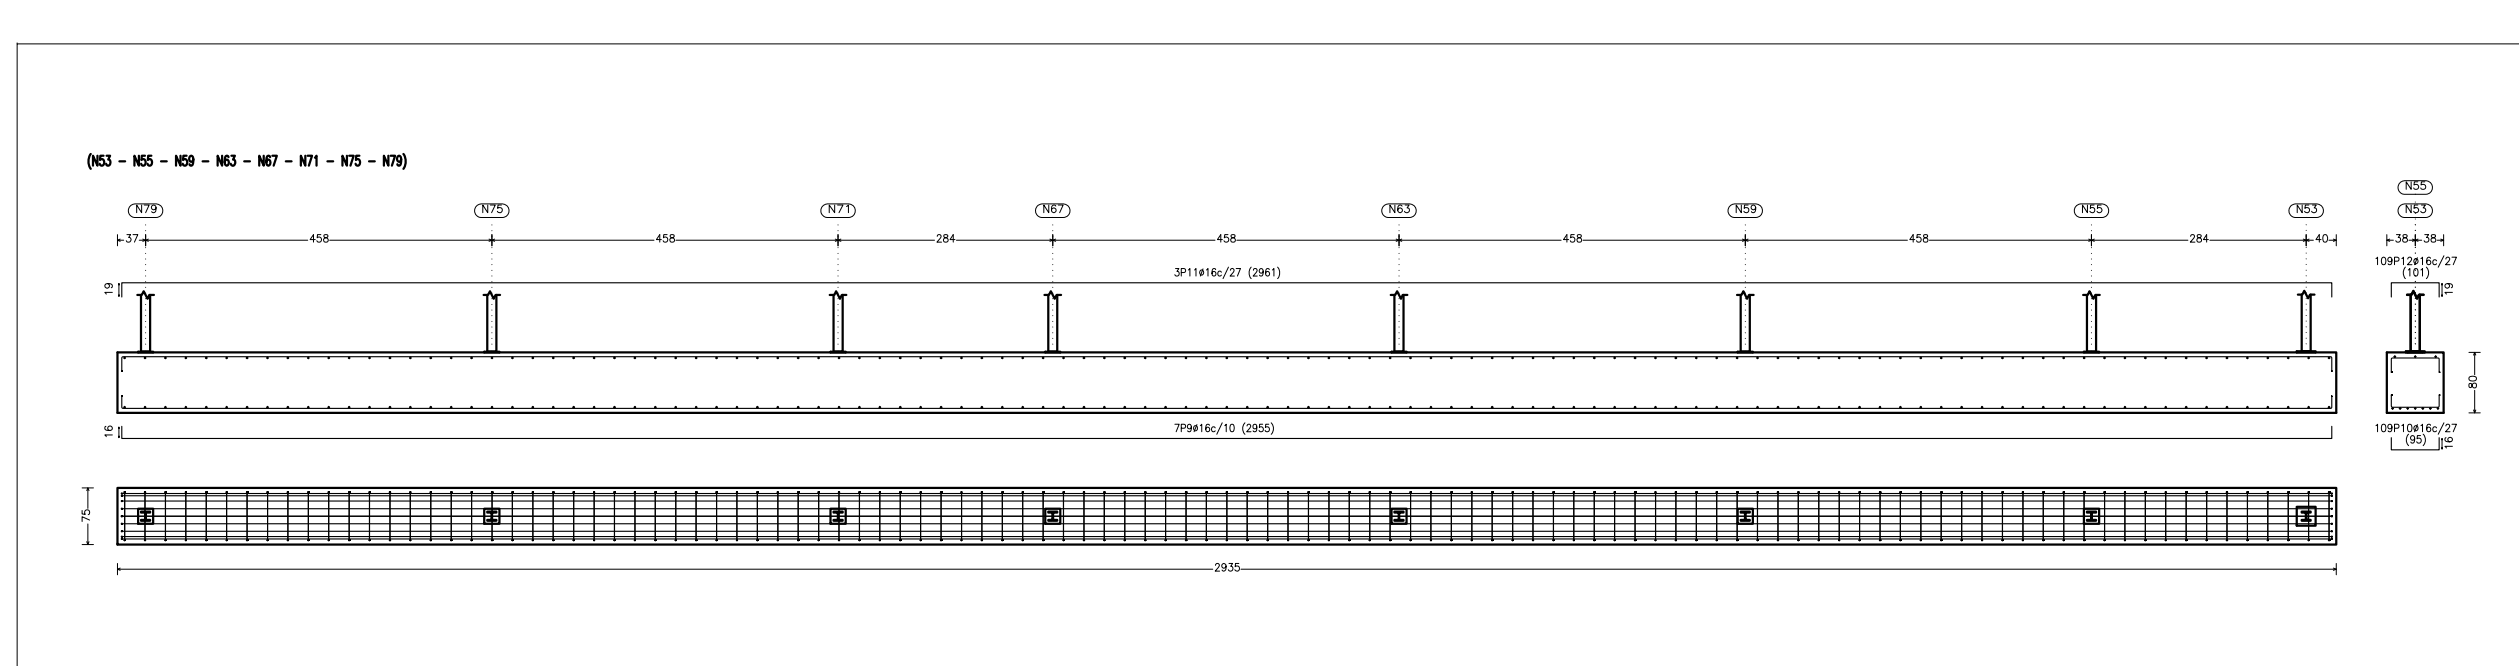 (N53 - N55 - N59 - N63 - N67 - N71 - N75 - N79)
N55
N79 N75 N71 N67 N63 N59 N55 N53 N53
37 458 458 284 458 458 458 284 40 38 38
3P11ø16c/27 (2961)
109P12ø16c/27
(101)
19
19
80
16
7P9ø16c/10 (2955)
109P10ø16c/27
(95)
16
75
2935